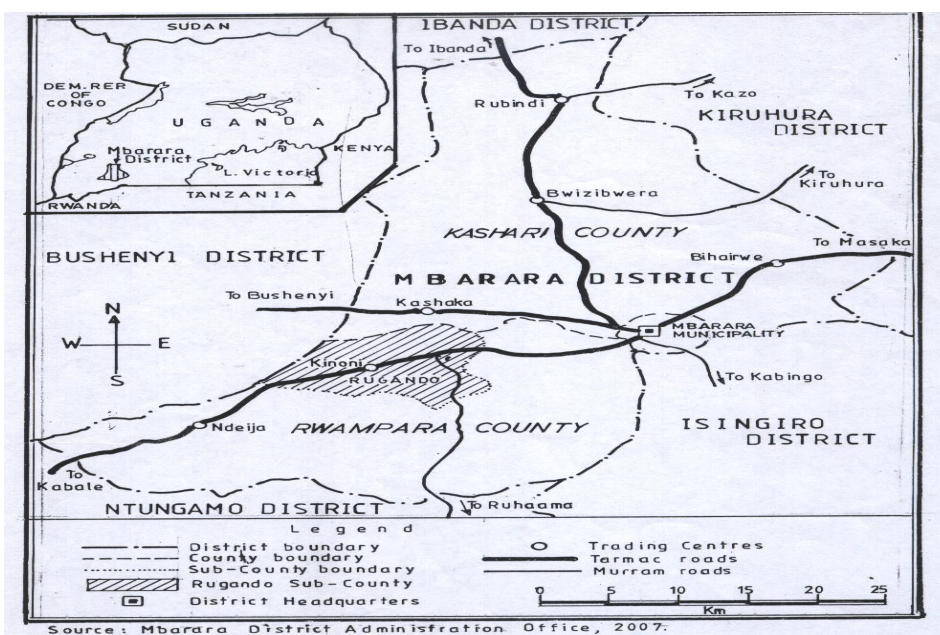 SUDAN
DEM.RER
OF
CONGO
UGANDA
KENYA
Mbarara
District
L. Victoria
TANZANIA
RWANDA
IBANDA DISTRICT
To Ibanda
Rubindi
To Kazo
KIRUHURA
DISTRICT
To
Kiruhura
Bwizibwera
KASHARI COUNTY
To Masaka
Bihairwe
BUSHENYI DISTRICT
MBARARA DISTRICT
To Bushenyi
Kashaka
N
W
E
S
MBARARA
MUNICIPALITY
Kinoni
RUGANDO
To Kabingo
Ndeija
RWAMPARA COUNTY
ISINGIRO
DISTRICT
To
Kabale
To Ruhaama
NTUNGAMO DISTRICT
Legend
District boundary
County boundary
Sub-County boundary
Rugando Sub-County
District Headquarters
Trading Centres
Tarmac roads
Murram roads
0 5 10 15 20 25
Km
Source: Mbarara District Administration Office, 2007.